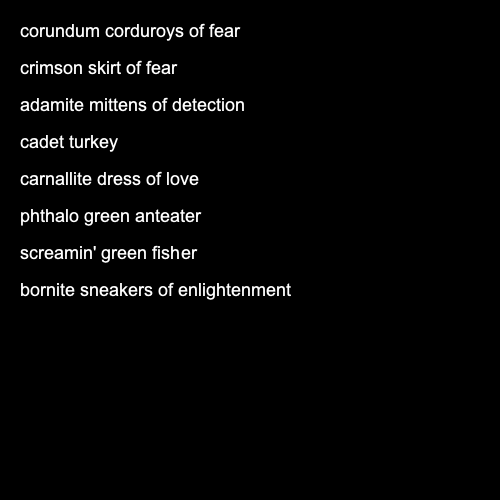 corundum corduroys of fear
crimson skirt of fear
adamite mittens of detection
cadet turkey
carnallite dress of love
phthalo green anteater
screamin' green fisher
bornite sneakers of enlightenment